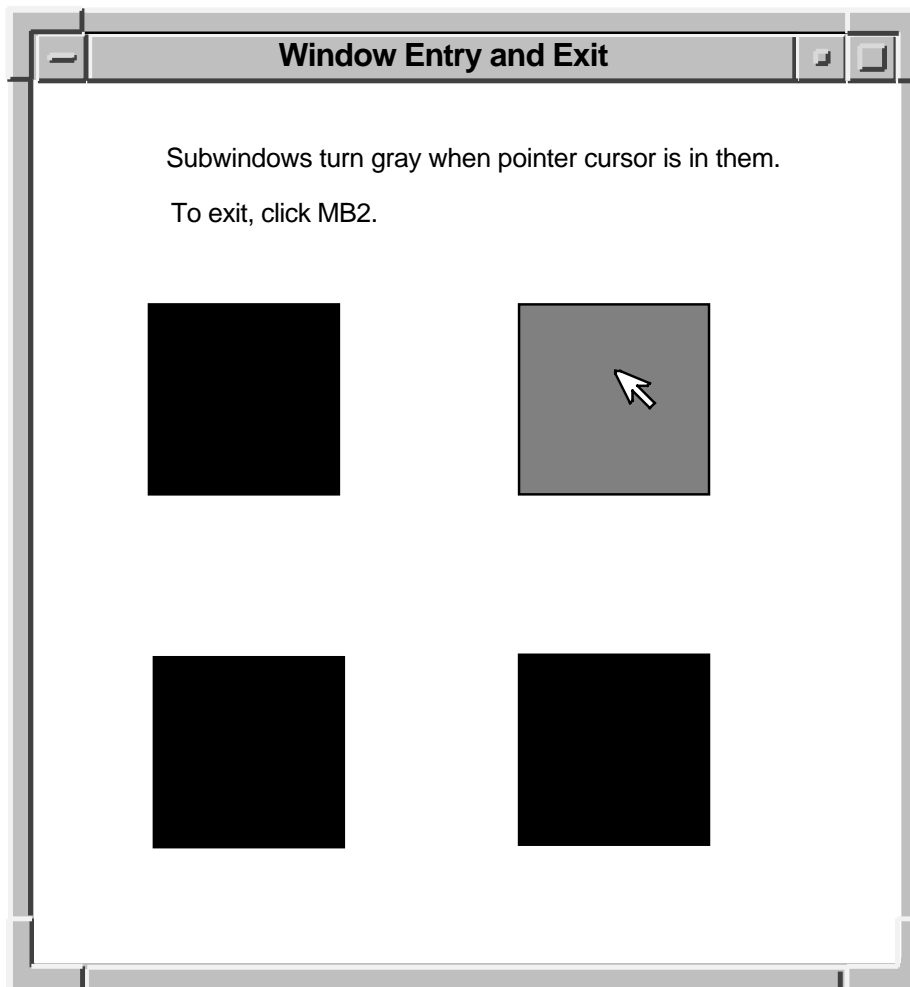 Window Entry and Exit
Subwindows turn gray when pointer cursor is in them.
To exit, click MB2.